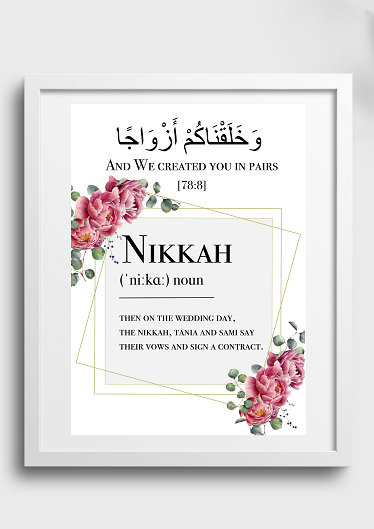 وَخَلَقْنَاكُمْ أَزْوَاجًا
AND WE CREATED YOU IN PAIRS
[78:8]
NIKKAH
(ˈniːkɑː) noun
THEN ON THE WEDDING DAY,
THE NIKKAH, TANIA AND SAMI SAY
THEIR VOWS AND SIGN A CONTRACT.